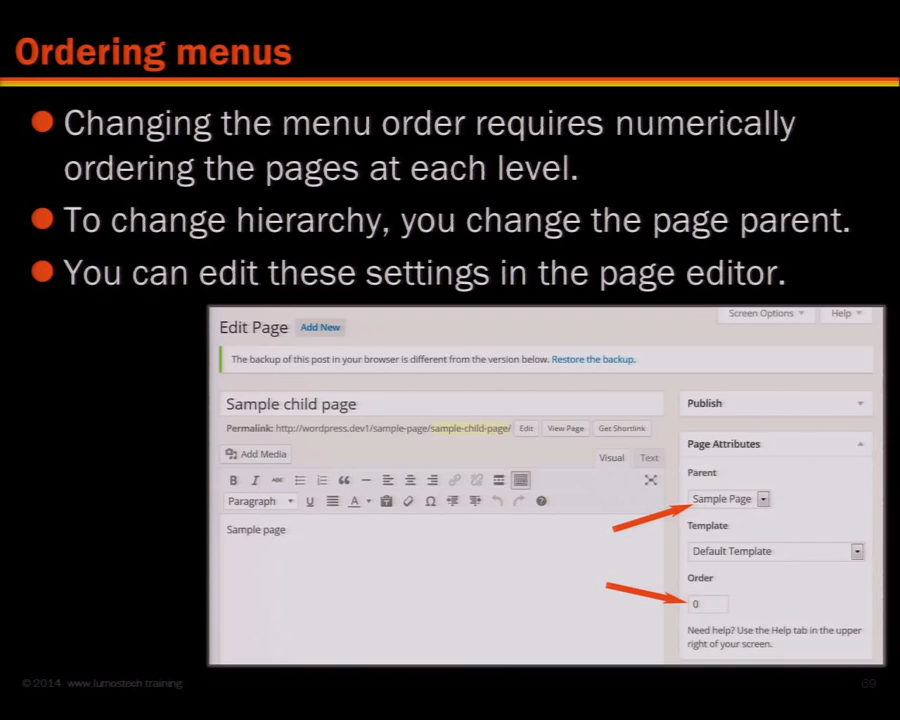 Ordering menus
Changing the menu order requires numerically
ordering the pages at each level.
To change hierarchy, you change the page parent.
You can edit these settings in the page editor.
Screen Options Help
Edit Page Add New
The backup of this post in your browser is different from the version below. Restore the backup.
Sample child page
Permalink: http://wordpress.dev1/sample-page/sample-child-page/ Edit View Page Get Shortlink
Add Media
Visual Text
B I ABC
Paragraph U A Ω ?
Sample page
Publish
Page Attributes
Parent
Sample Page
Template
Default Template
Order
0
Need help? Use the Help tab in the upper
right of your screen.
© 2014 www.lumostech.training 69